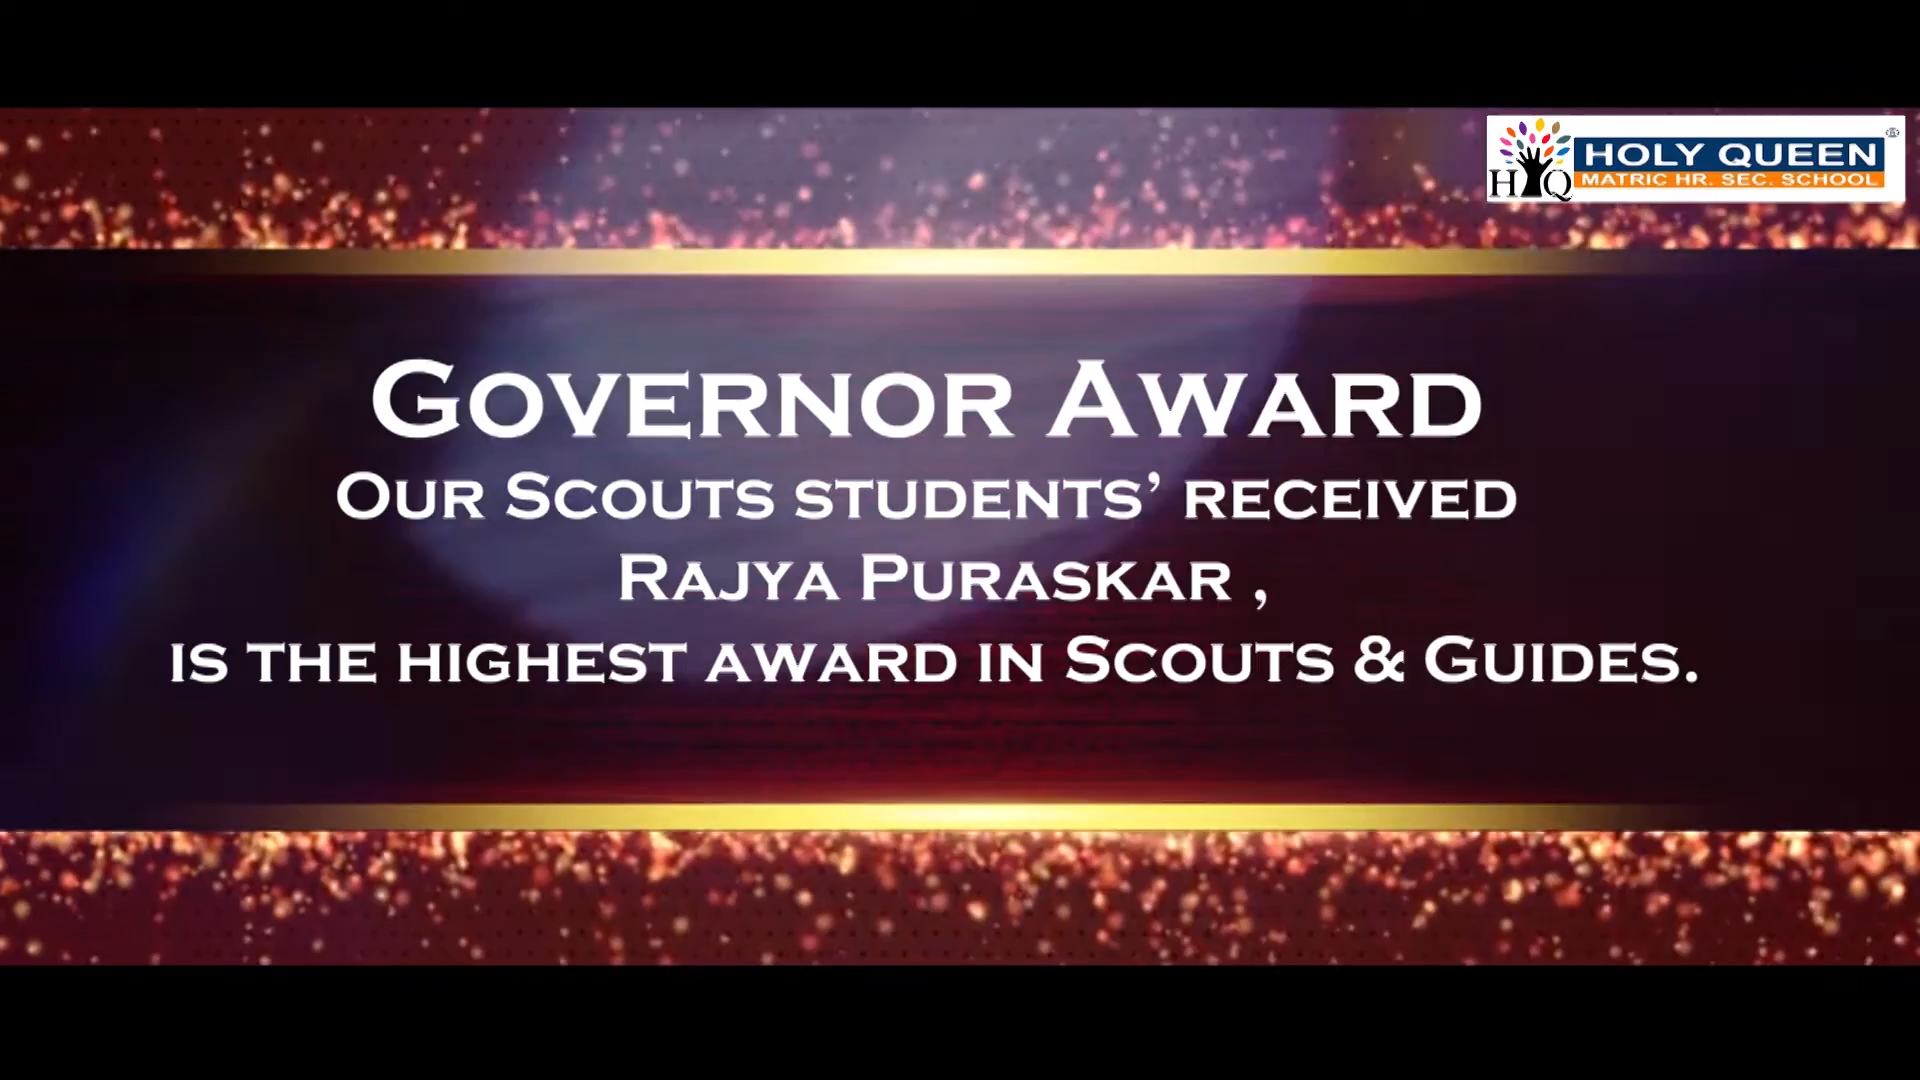 HOLY QUEEN
MATRIC HR. SEC. SCHOOL
HQ
GOVERNOR AWARD
OUR SCOUTS STUDENTS’ RECEIVED
RAJYA PURASKAR ,
IS THE HIGHEST AWARD IN SCOUTS & GUIDES.